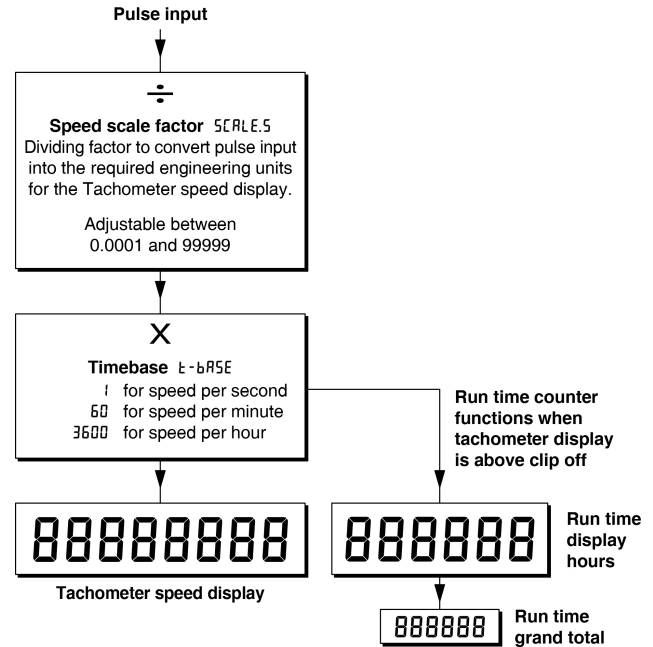 Pulse input
÷
Speed scale factor SCALE.S
Dividing factor to convert pulse input
into the required engineering units
for the Tachometer speed display.
Adjustable between
0.0001 and 99999
X
Timebase t-bASE
1 for speed per second
60 for speed per minute
3600 for speed per hour
Run time counter
functions when
tachometer display
is above clip off
88888888
Tachometer speed display
888888
Run time
display
hours
888888
Run time
grand total